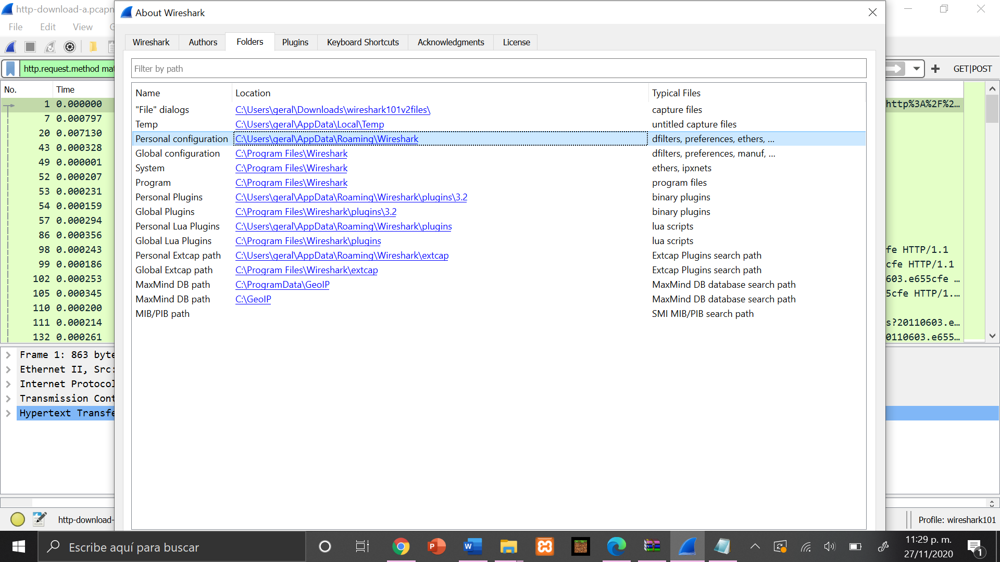 http-download-a.pcapn
File Edit View G
http.request.method mat
GET|POST
No. Time
1 0.000000
7 0.000797
20 0.007130
43 0.000328
49 0.000001
52 0.000207
53 0.000231
54 0.000159
57 0.000294
86 0.000356
98 0.000243
99 0.000186
102 0.000253
105 0.000345
110 0.000200
111 0.000214
132 0.000261
http%3A%2F%2…
fe HTTP/1.1
cfe HTTP/1.1
603.e655cfe …
5cfe HTTP/1.…
s?20110603.e…
0110603.e655…
Frame 1: 863 byte
Ethernet II, Src:
Internet Protocol
Transmission Cont
Hypertext Transfe
About Wireshark
Wireshark Authors Folders Plugins Keyboard Shortcuts Acknowledgments License
Filter by path
Name Location Typical Files
"File" dialogs C:\Users\geral\Downloads\wireshark101v2files\ capture files
Temp C:\Users\geral\AppData\Local\Temp untitled capture files
Personal configuration C:\Users\geral\AppData\Roaming\Wireshark dfilters, preferences, ethers, ...
Global configuration C:\Program Files\Wireshark dfilters, preferences, manuf, ...
System C:\Program Files\Wireshark ethers, ipxnets
Program C:\Program Files\Wireshark program files
Personal Plugins C:\Users\geral\AppData\Roaming\Wireshark\plugins\3.2 binary plugins
Global Plugins C:\Program Files\Wireshark\plugins\3.2 binary plugins
Personal Lua Plugins C:\Users\geral\AppData\Roaming\Wireshark\plugins lua scripts
Global Lua Plugins C:\Program Files\Wireshark\plugins lua scripts
Personal Extcap path C:\Users\geral\AppData\Roaming\Wireshark\extcap Extcap Plugins search path
Global Extcap path C:\Program Files\Wireshark\extcap Extcap Plugins search path
MaxMind DB path C:\ProgramData\GeoIP MaxMind DB database search path
MaxMind DB path C:\GeoIP MaxMind DB database search path
MIB/PIB path SMI MIB/PIB search path
http-download-
Profile: wireshark101
Escribe aquí para buscar
11:29 p. m.
27/11/2020
1